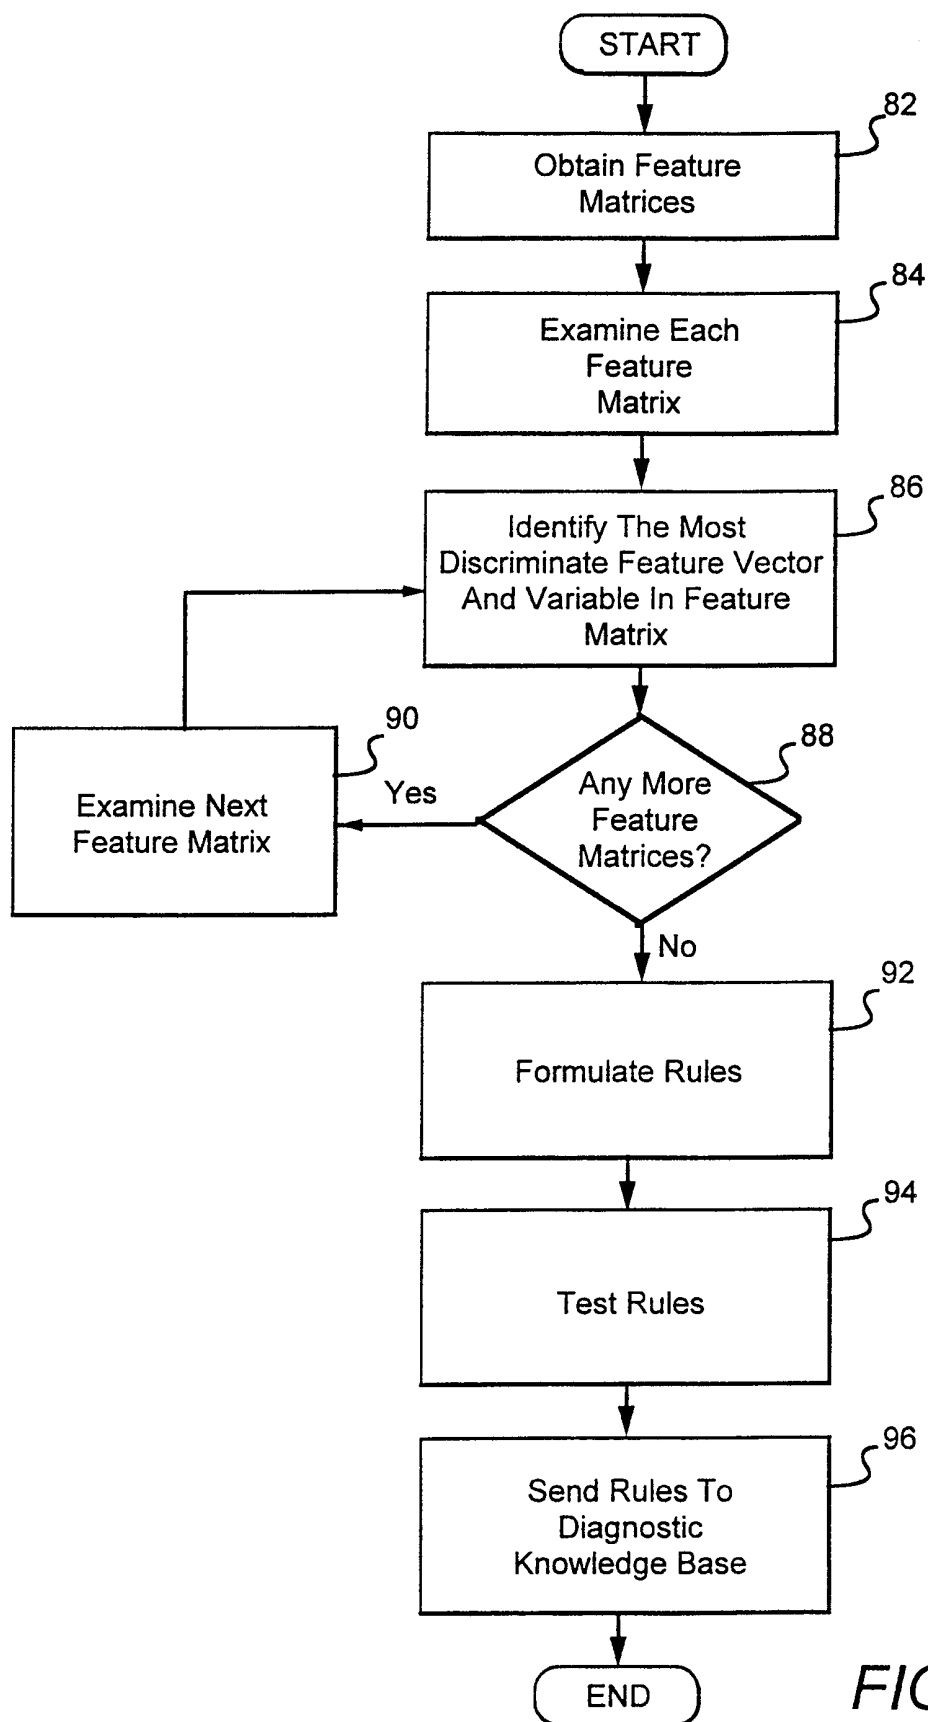 START
82
Obtain Feature
Matrices
84
Examine Each
Feature
Matrix
86
Identify The Most
Discriminate Feature Vector
And Variable In Feature
Matrix
90
88
Examine Next
Feature Matrix
Yes
Any More
Feature
Matrices?
No
92
Formulate Rules
94
Test Rules
96
Send Rules To
Diagnostic
Knowledge Base
END